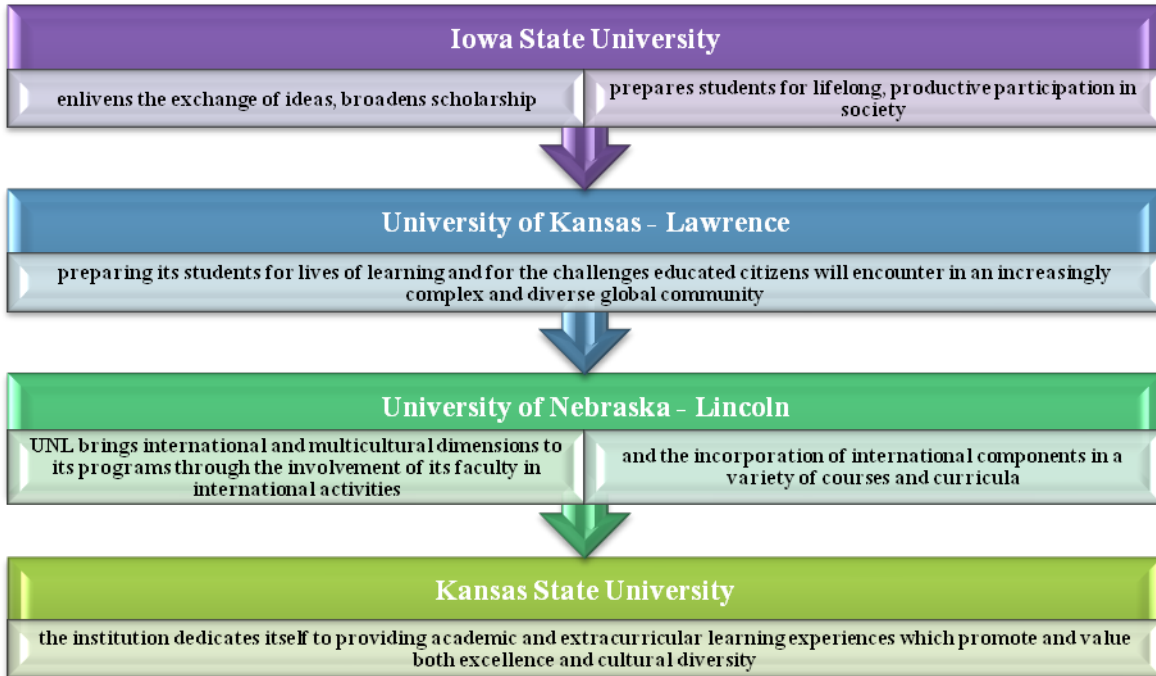 Iowa State University
enlivens the exchange of ideas, broadens scholarship
prepares students for lifelong, productive participation in
society
University of Kansas - Lawrence
preparing its students for lives of learning and for the challenges educated citizens will encounter in an increasingly
complex and diverse global community
University of Nebraska - Lincoln
UNL brings international and multicultural dimensions to
its programs through the involvement of its faculty in
international activities
and the incorporation of international components in a
variety of courses and curricula
Kansas State University
the institution dedicates itself to providing academic and extracurricular learning experiences which promote and value
both excellence and cultural diversity